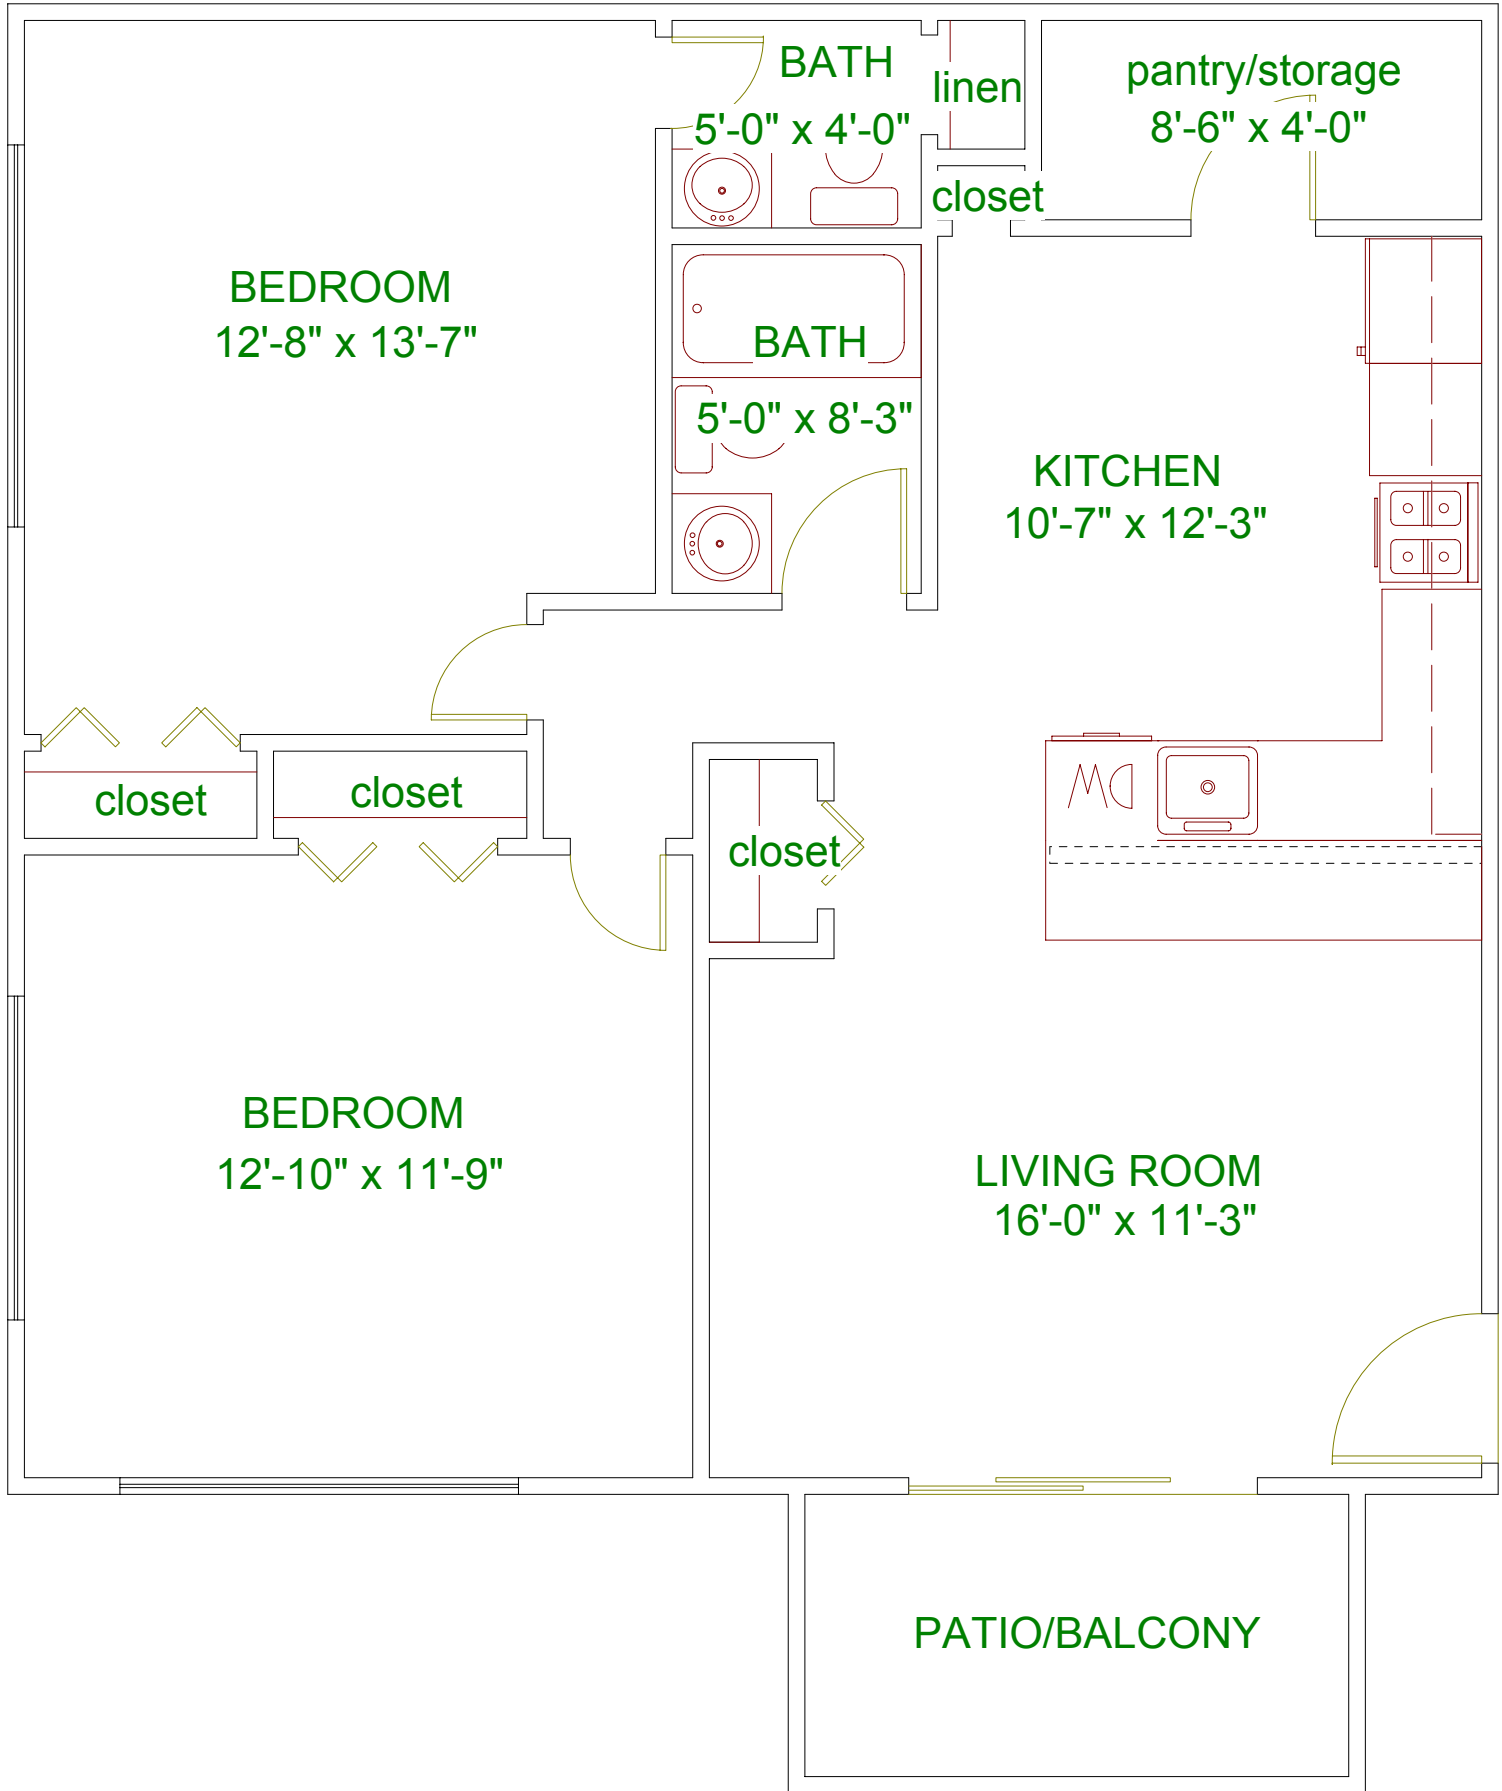 BATH
5'-0" x 4'-0"
linen
pantry/storage
8'-6" x 4'-0"
closet
BEDROOM
12'-8" x 13'-7"
BATH
5'-0" x 8'-3"
KITCHEN
10'-7" x 12'-3"
closet
closet
closet
DW
BEDROOM
12'-10" x 11'-9"
LIVING ROOM
16'-0" x 11'-3"
PATIO/BALCONY